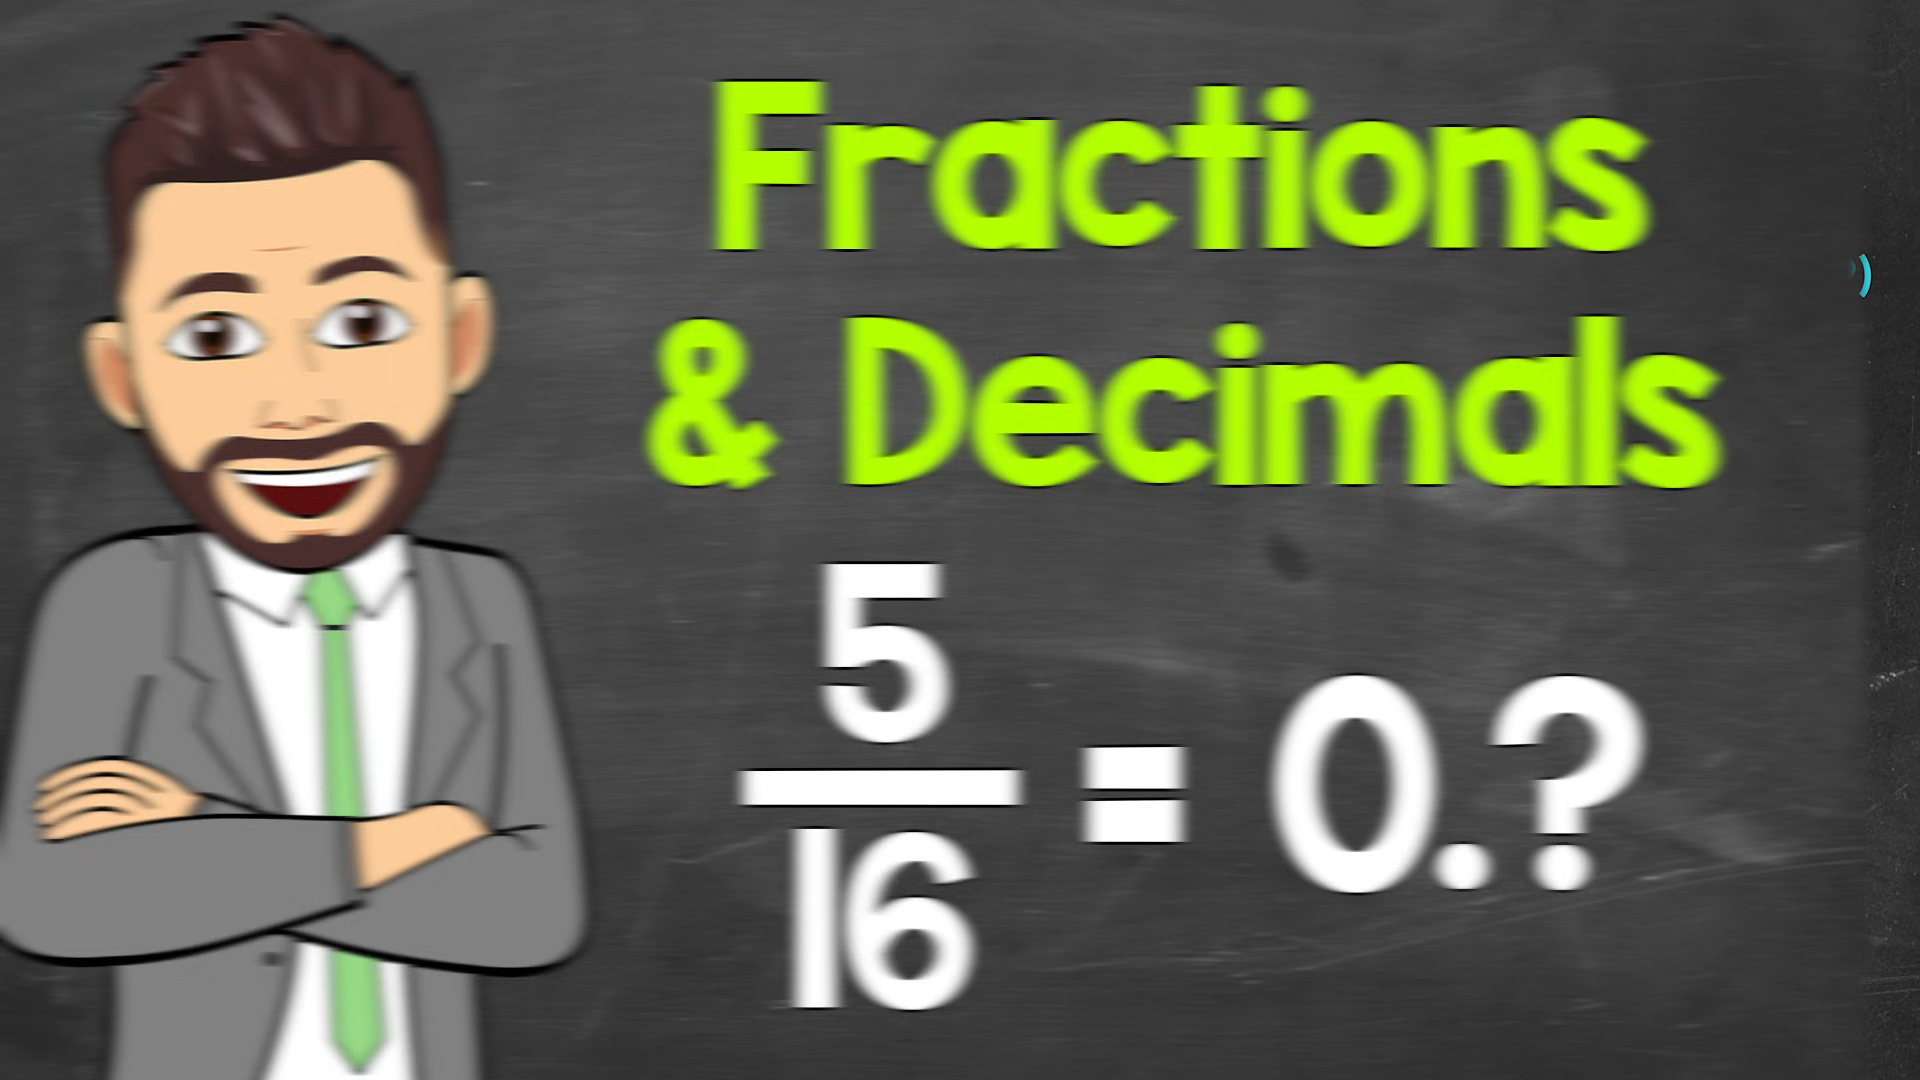 Fractions
& Decimals
5
16
= 0.?